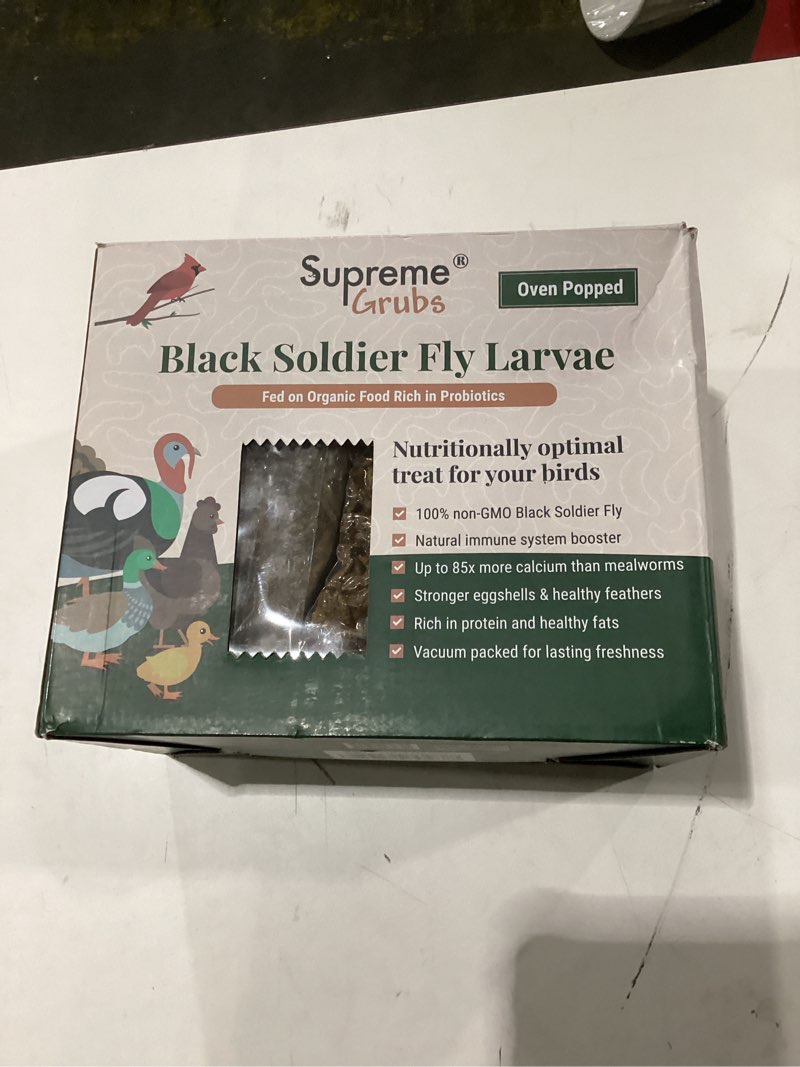 Supreme®
Grubs
Oven Popped
Black Soldier Fly Larvae
Fed on Organic Food Rich in Probiotics
Nutritionally optimal
treat for your birds
100% non-GMO Black Soldier Fly
Natural immune system booster
Up to 85x more calcium than mealworms
Stronger eggshells & healthy feathers
Rich in protein and healthy fats
Vacuum packed for lasting freshness